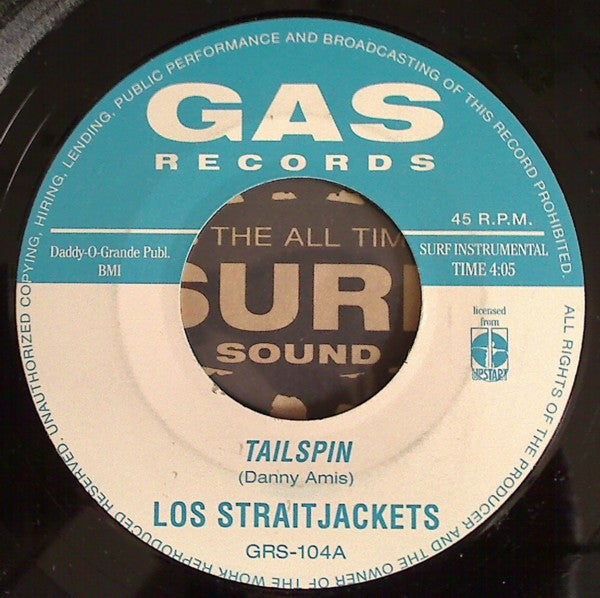 UNAUTHORIZED COPYING, HIRING, LENDING, PUBLIC PERFORMANCE AND BROADCASTING OF THIS RECORD PROHIBITED.
GAS
RECORDS
45 R.P.M.
Daddy-O-Grande Publ.
BMI
SURF INSTRUMENTAL
TIME 4:05
THE ALL TIM
SURF
SOUND
licensed
from
UPSTART
TAILSPIN
(Danny Amis)
LOS STRAITJACKETS
GRS-104A
ALL RIGHTS OF THE PRODUCER AND OF THE OWNER OF THE WORK REPRODUCED RESERVED.